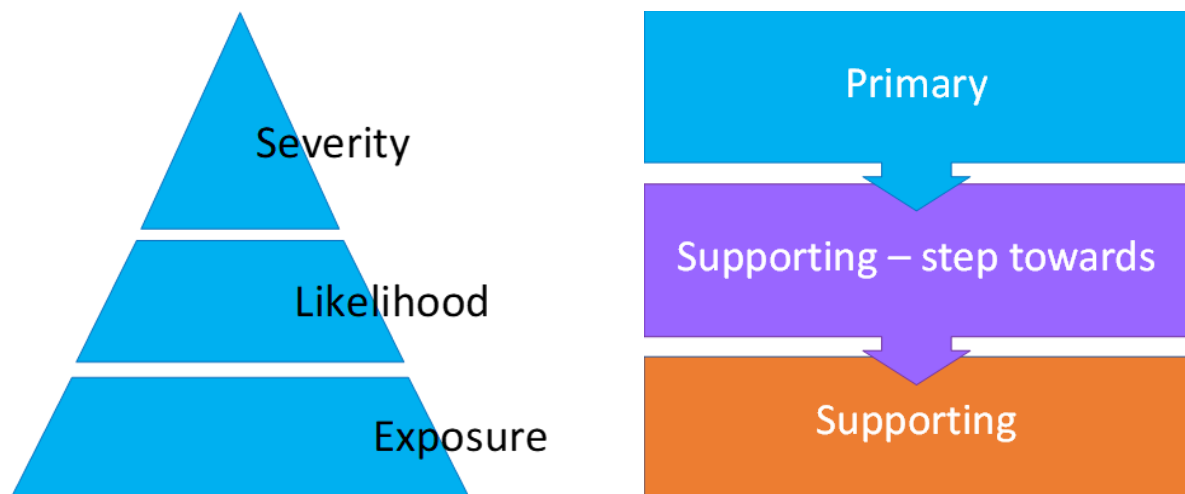 Severity
Likelihood
Exposure
Primary
Supporting – step towards
Supporting